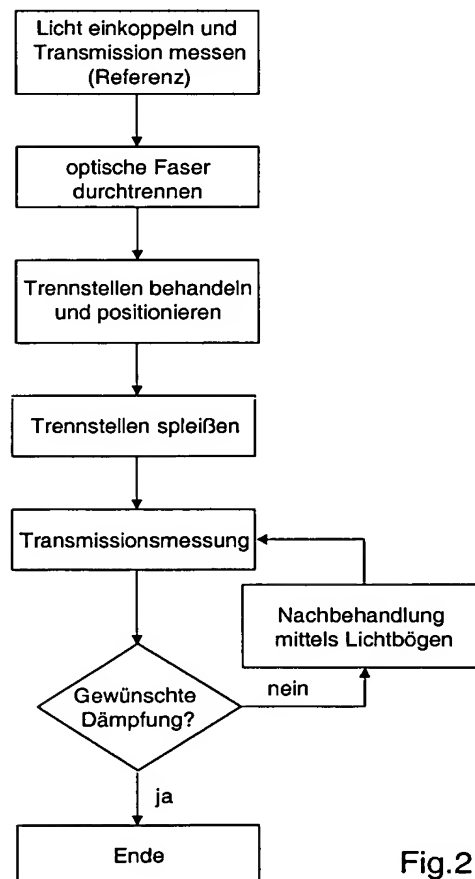 Licht einkoppeln und
Transmission messen
(Referenz)
optische Faser
durchtrennen
Trennstellen behandeln
und positionieren
Trennstellen spleißen
Transmissionsmessung
Nachbehandlung
mittels Lichtbögen
Gewünschte
Dämpfung?
nein
ja
Ende
Fig.2